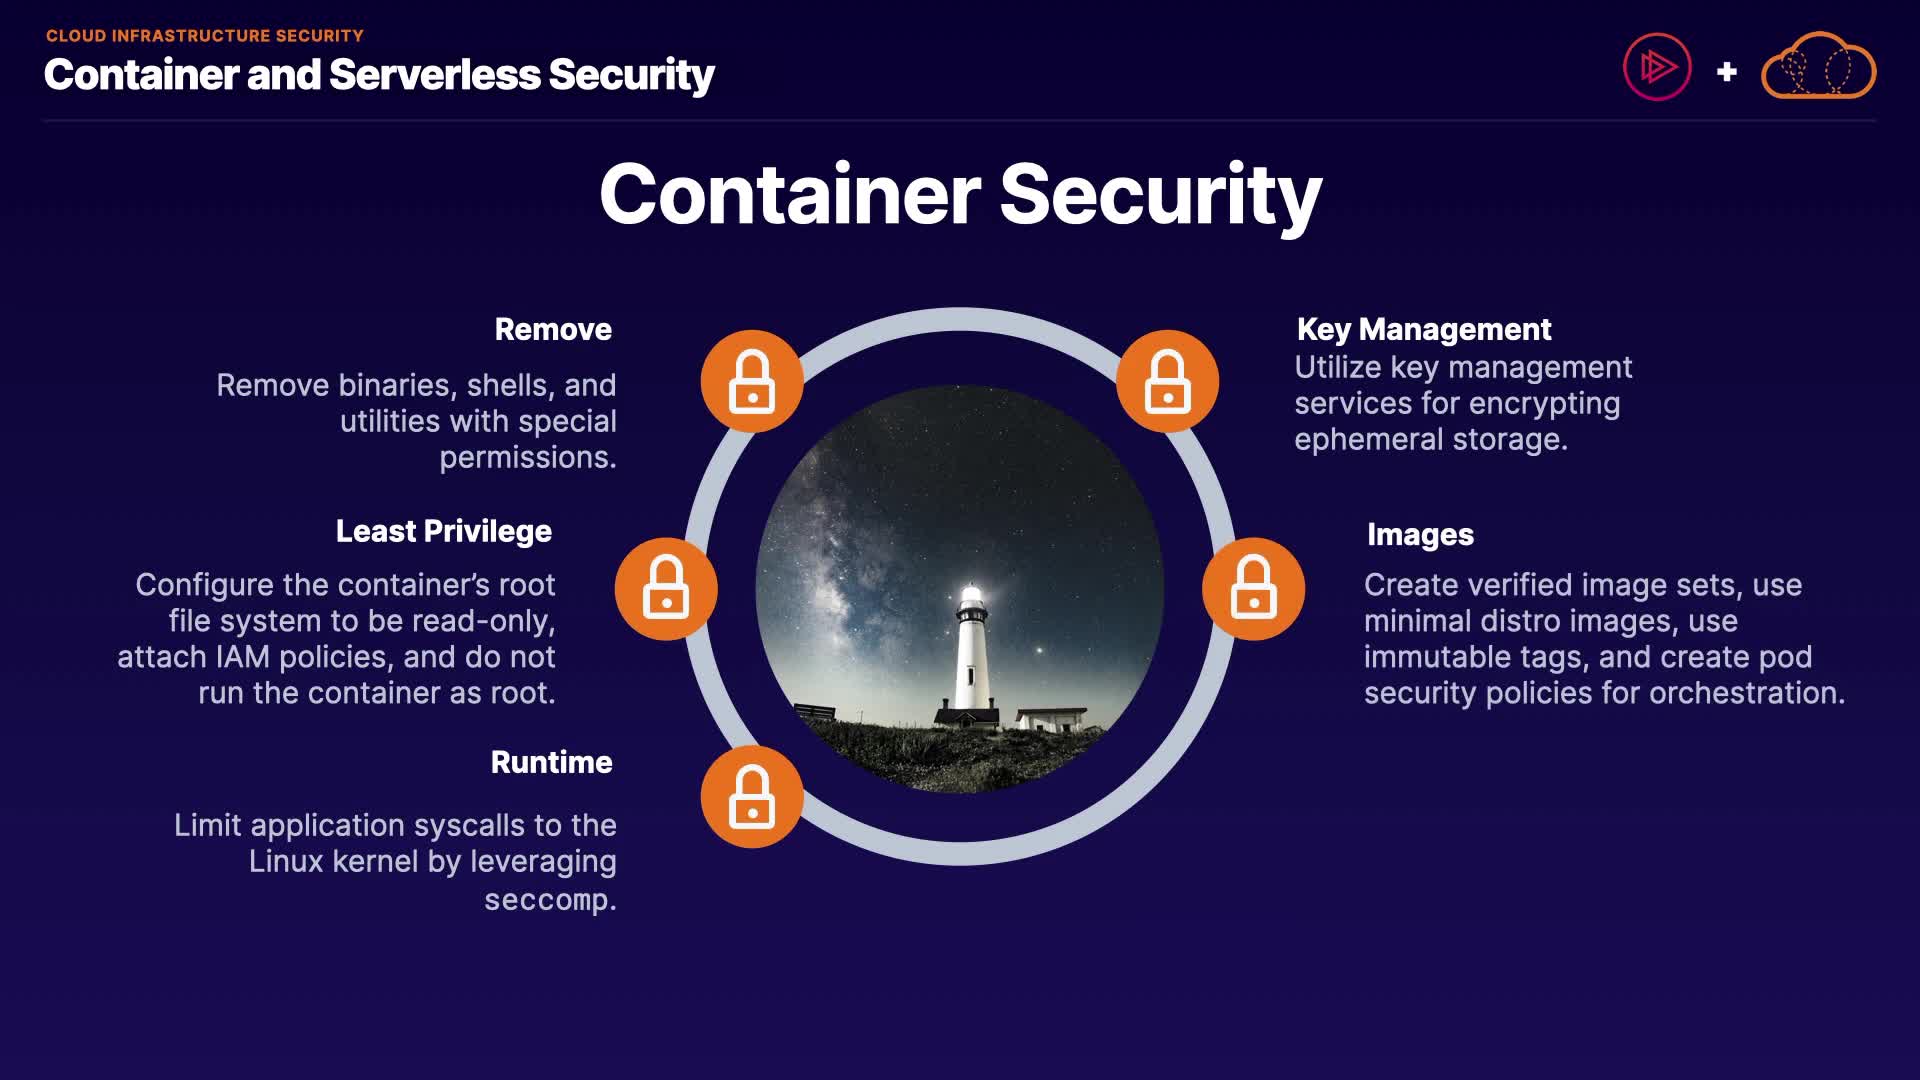 CLOUD INFRASTRUCTURE SECURITY
Container and Serverless Security
+
Container Security
Remove
Remove binaries, shells, and
utilities with special
permissions.
Least Privilege
Configure the container’s root
file system to be read-only,
attach IAM policies, and do not
run the container as root.
Runtime
Limit application syscalls to the
Linux kernel by leveraging
seccomp.
Key Management
Utilize key management
services for encrypting
ephemeral storage.
Images
Create verified image sets, use
minimal distro images, use
immutable tags, and create pod
security policies for orchestration.